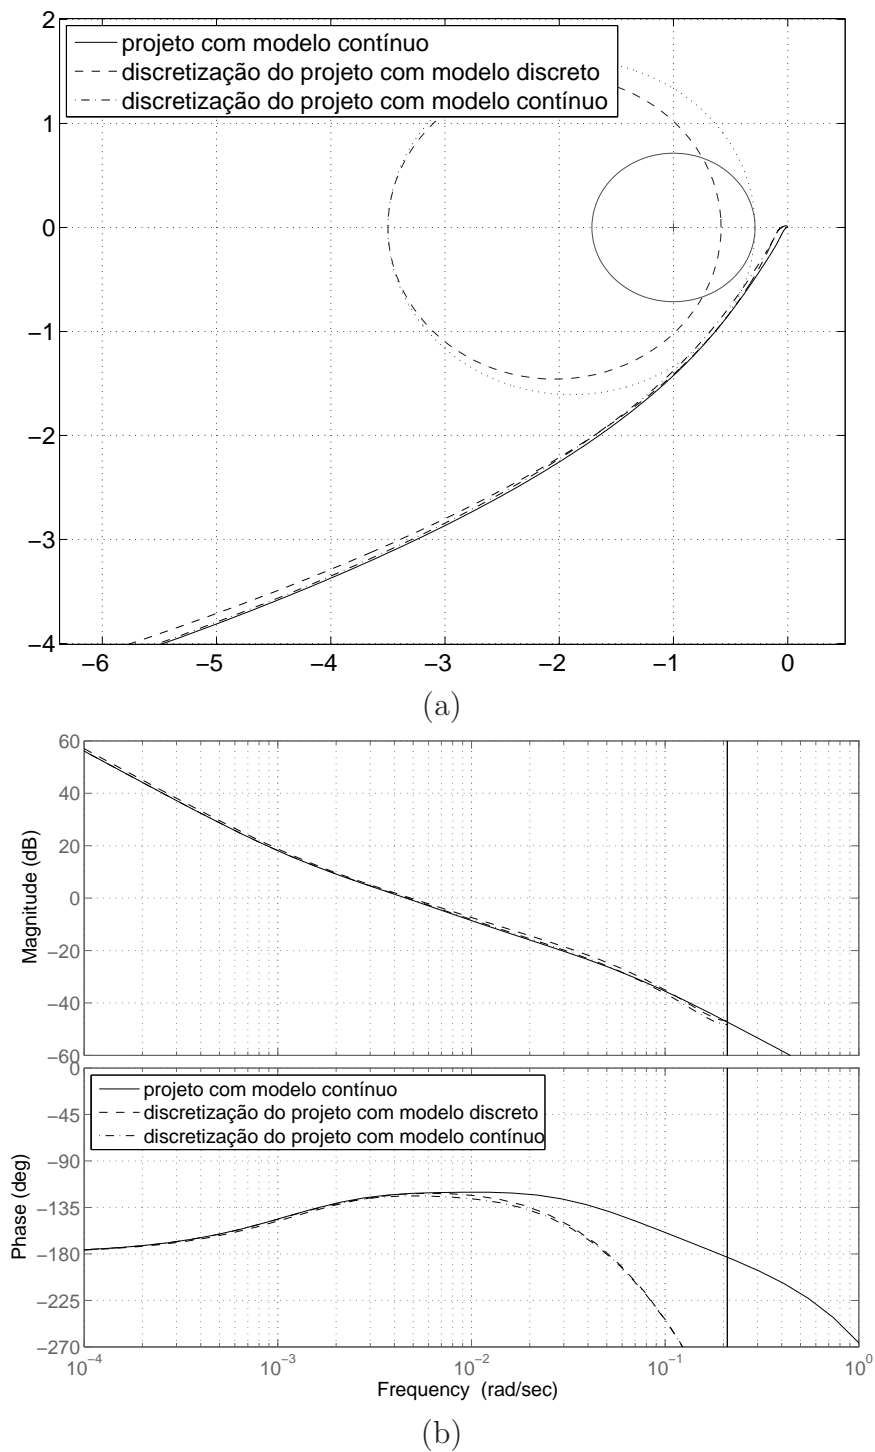 2
projeto com modelo contínuo
discretização do projeto com modelo discreto
discretização do projeto com modelo contínuo
1
0
−1
−2
−3
−4
−6 −5 −4 −3 −2 −1 0
(a)
60
40
20
0
−20
−40
−60
Magnitude (dB)
0
−45
−90
−135
−180
−225
−270
Phase (deg)
projeto com modelo contínuo
discretização do projeto com modelo discreto
discretização do projeto com modelo contínuo
10−4 10−3 10−2 10−1 100
Frequency (rad/sec)
(b)